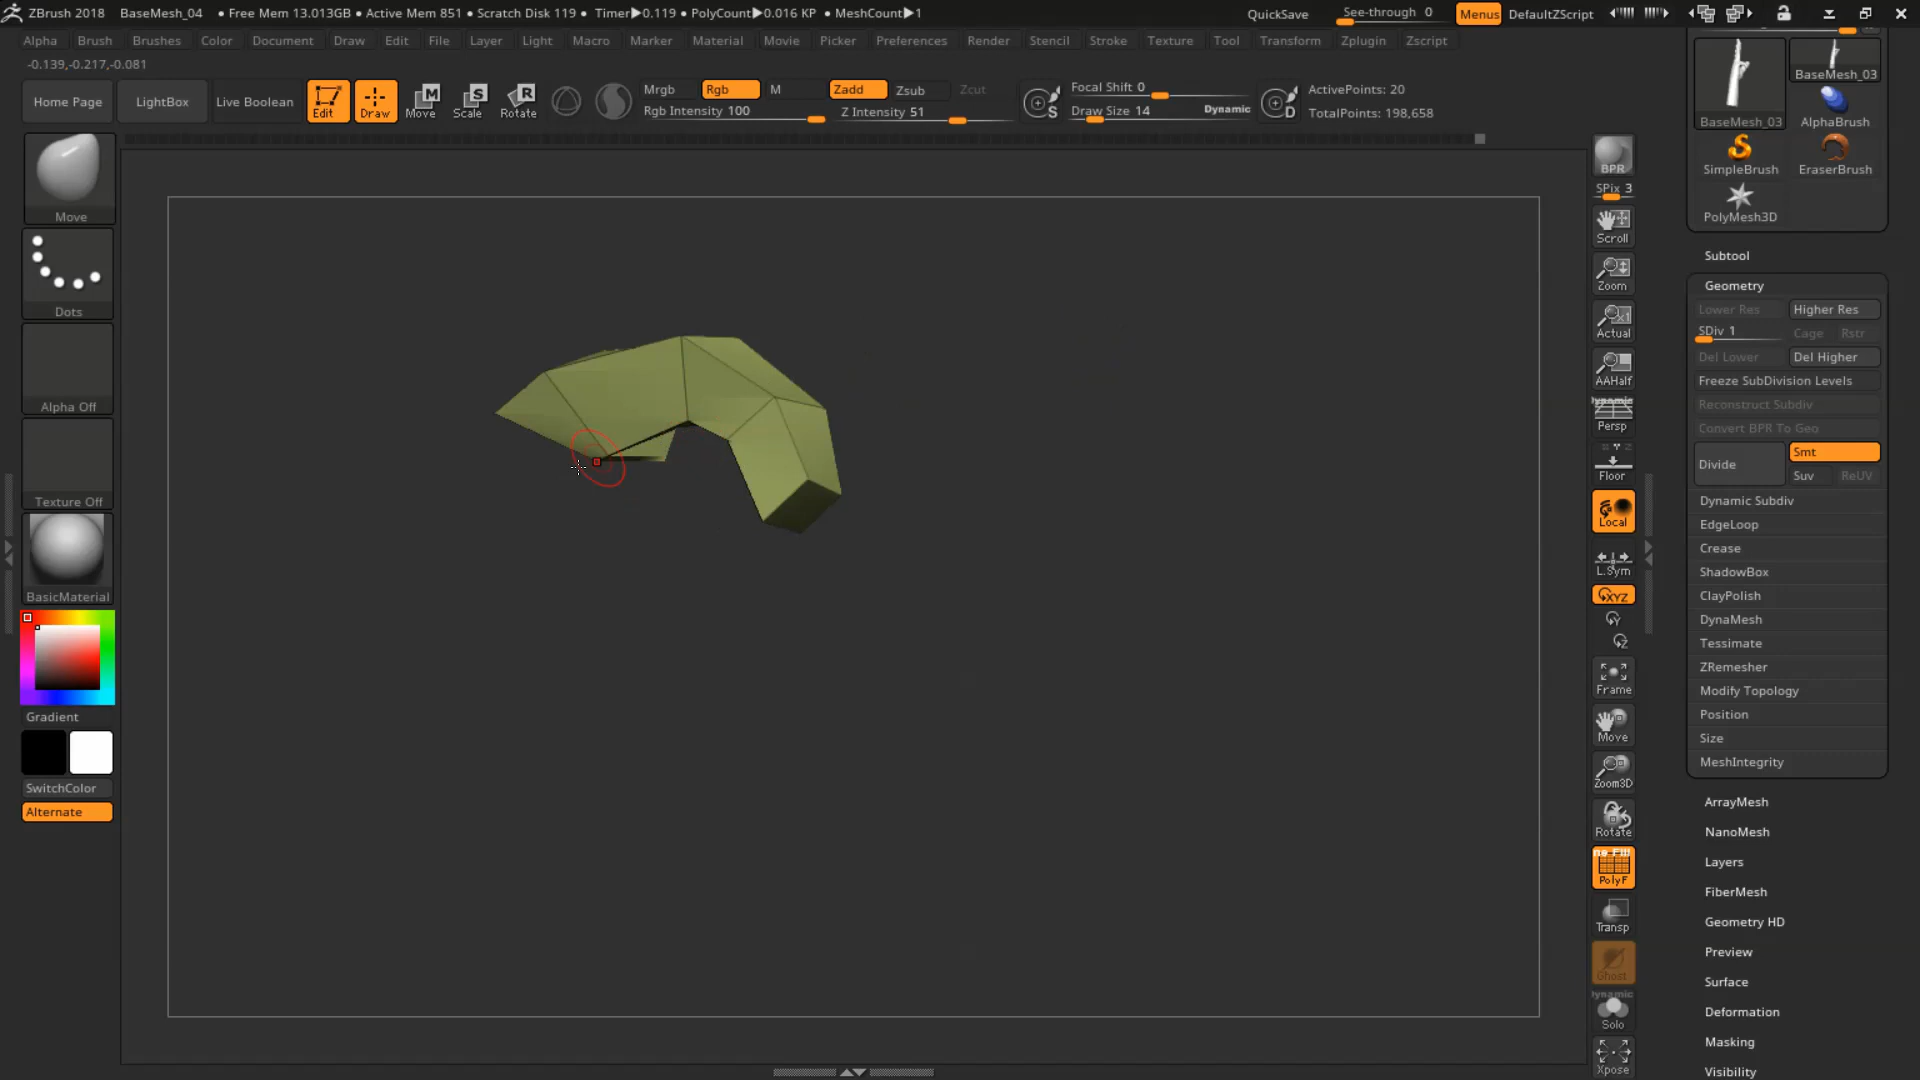 ZBrush 2018 BaseMesh_04 • Free Mem 13.013GB • Active Mem 851 • Scratch Disk 119 • Timer▶0.119 • PolyCount▶0.016 KP • MeshCount▶1 QuickSave See-through 0 Menus DefaultZScript
Alpha Brush Brushes Color Document Draw Edit File Layer Light Macro Marker Material Movie Picker Preferences Render Stencil Stroke Texture Tool Transform Zplugin Zscript
-0.139,-0.217,-0.081
Home Page LightBox Live Boolean Edit Draw Move Scale Rotate
Mrgb Rgb M Zadd Zsub Zcut
Rgb Intensity 100 Z Intensity 51
Focal Shift 0
Draw Size 14 Dynamic
ActivePoints: 20
TotalPoints: 198,658
Move
Dots
Alpha Off
Texture Off
BasicMaterial
Gradient
SwitchColor
Alternate
BPR
SPix 3
Scroll
Zoom
Actual
AAHalf
Dynamic
Persp
Floor
Local
L.Sym
XYZ
Y
Z
Frame
Move
Zoom3D
Rotate
PolyF
Transp
Ghost
Dynamic
Solo
Xpose
BaseMesh_03 BaseMesh_03
AlphaBrush
SimpleBrush EraserBrush
PolyMesh3D
Subtool
Geometry
Lower Res Higher Res
SDiv 1 Cage Rstr
Del Lower Del Higher
Freeze SubDivision Levels
Reconstruct Subdiv
Convert BPR To Geo
Divide Smt
Suv ReUV
Dynamic Subdiv
EdgeLoop
Crease
ShadowBox
ClayPolish
DynaMesh
Tessimate
ZRemesher
Modify Topology
Position
Size
MeshIntegrity
ArrayMesh
NanoMesh
Layers
FiberMesh
Geometry HD
Preview
Surface
Deformation
Masking
Visibility